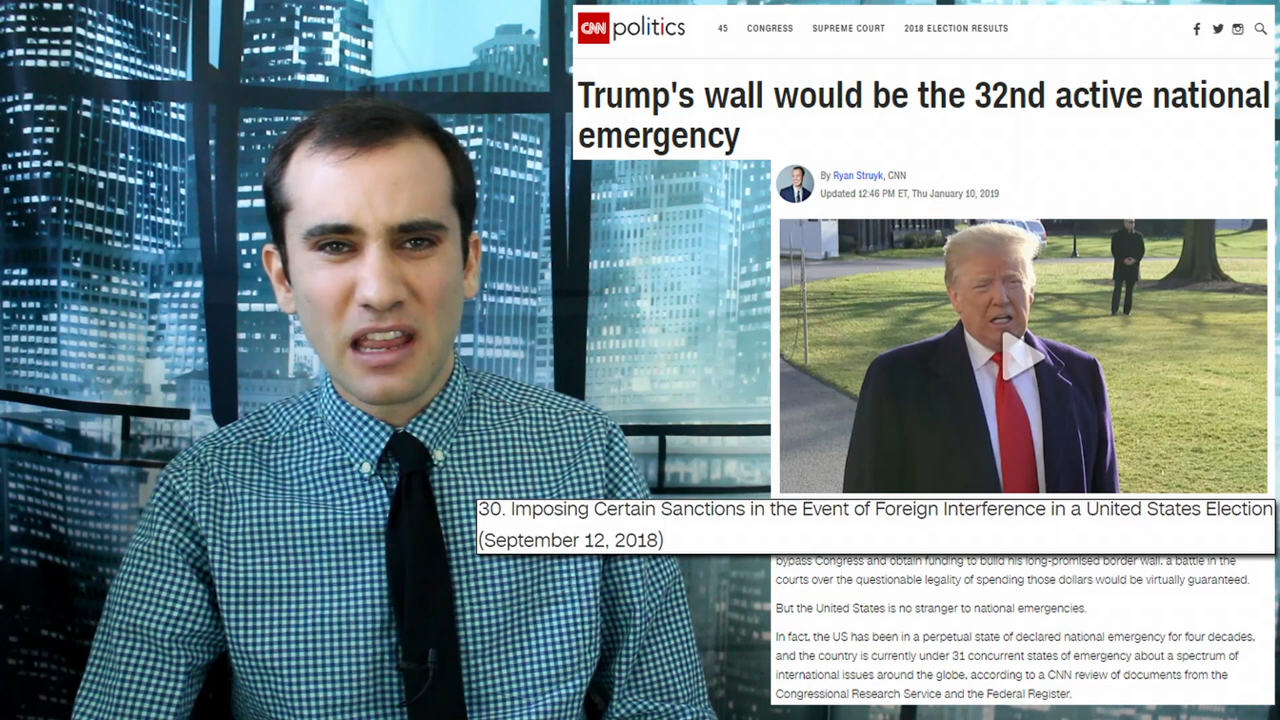 CNN politics 45 CONGRESS SUPREME COURT 2018 ELECTION RESULTS
Trump's wall would be the 32nd active national
emergency
By Ryan Struyk, CNN
Updated 12:46 PM ET, Thu January 10, 2019
30. Imposing Certain Sanctions in the Event of Foreign Interference in a United States Election
(September 12, 2018)
bypass Congress and obtain funding to build his long-promised border wall, a battle in the
courts over the questionable legality of spending those dollars would be virtually guaranteed.
But the United States is no stranger to national emergencies.
In fact, the US has been in a perpetual state of declared national emergency for four decades,
and the country is currently under 31 concurrent states of emergency about a spectrum of
international issues around the globe, according to a CNN review of documents from the
Congressional Research Service and the Federal Register.